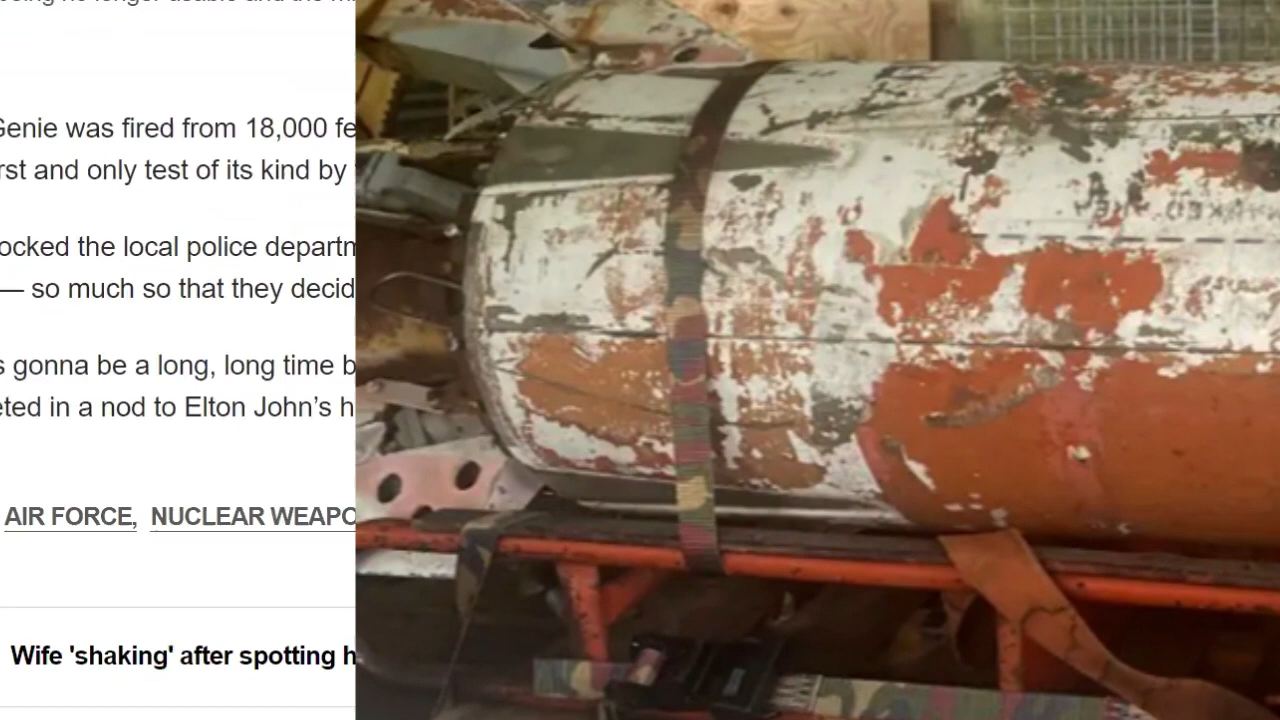 Genie was fired from 18,000 fe
rst and only test of its kind by
ocked the local police departm
— so much so that they decid
s gonna be a long, long time b
eted in a nod to Elton John's h
AIR FORCE, NUCLEAR WEAPO
Wife 'shaking' after spotting h